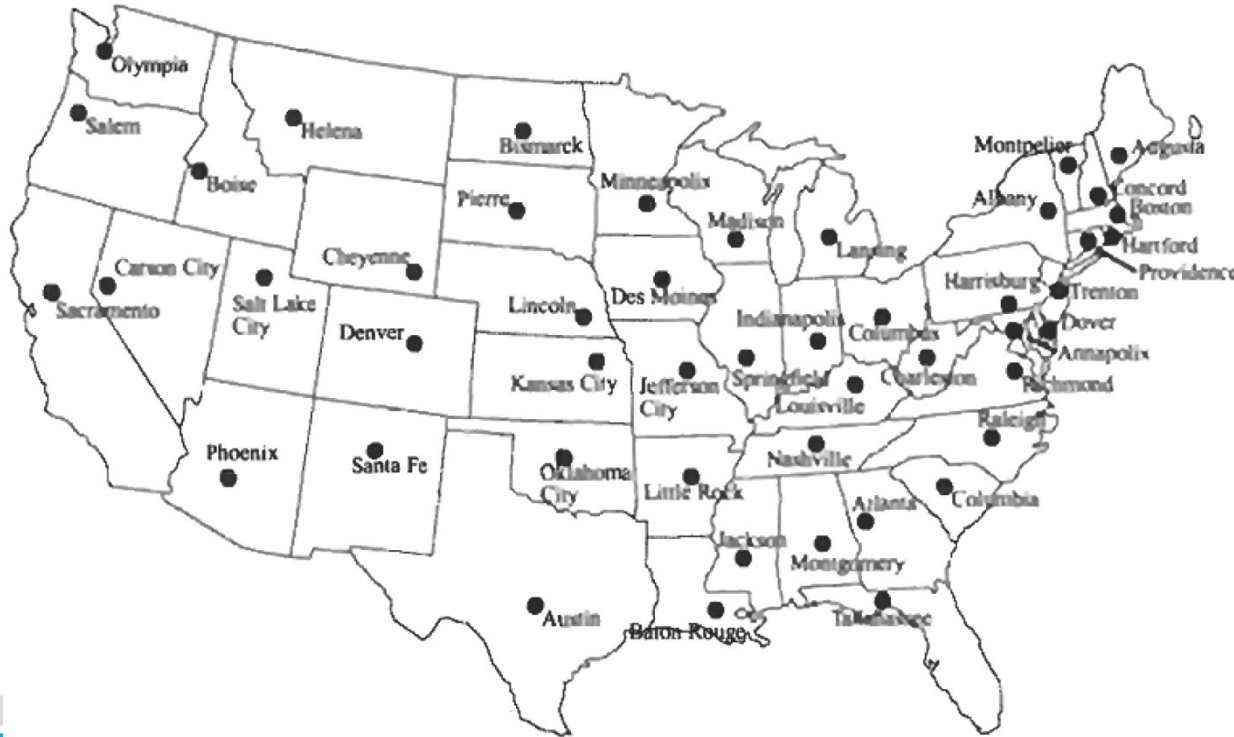 Olympia
Salem
Helena
Bismarck
Boise
Pierre
Minneapolix
Montpelier
Augusta
Concord
Albany
Boston
Madison
Lansing
Hartford
Providence
Cheyenne
Carson City
Sacramento
Salt Lake
City
Lincoln
Des Moines
Harrisburg
Trenton
Denver
Indianapolis
Columbus
Dover
Annapolix
Kansas City
Jefferson
City
Springfield
Louisville
Charleston
Richmond
Raleigh
Phoenix
Santa Fe
Oklahoma
City
Nashville
Little Rock
Atlanta
Columbia
Jackson
Montgomery
Austin
Baton Rouge
Tallahassee